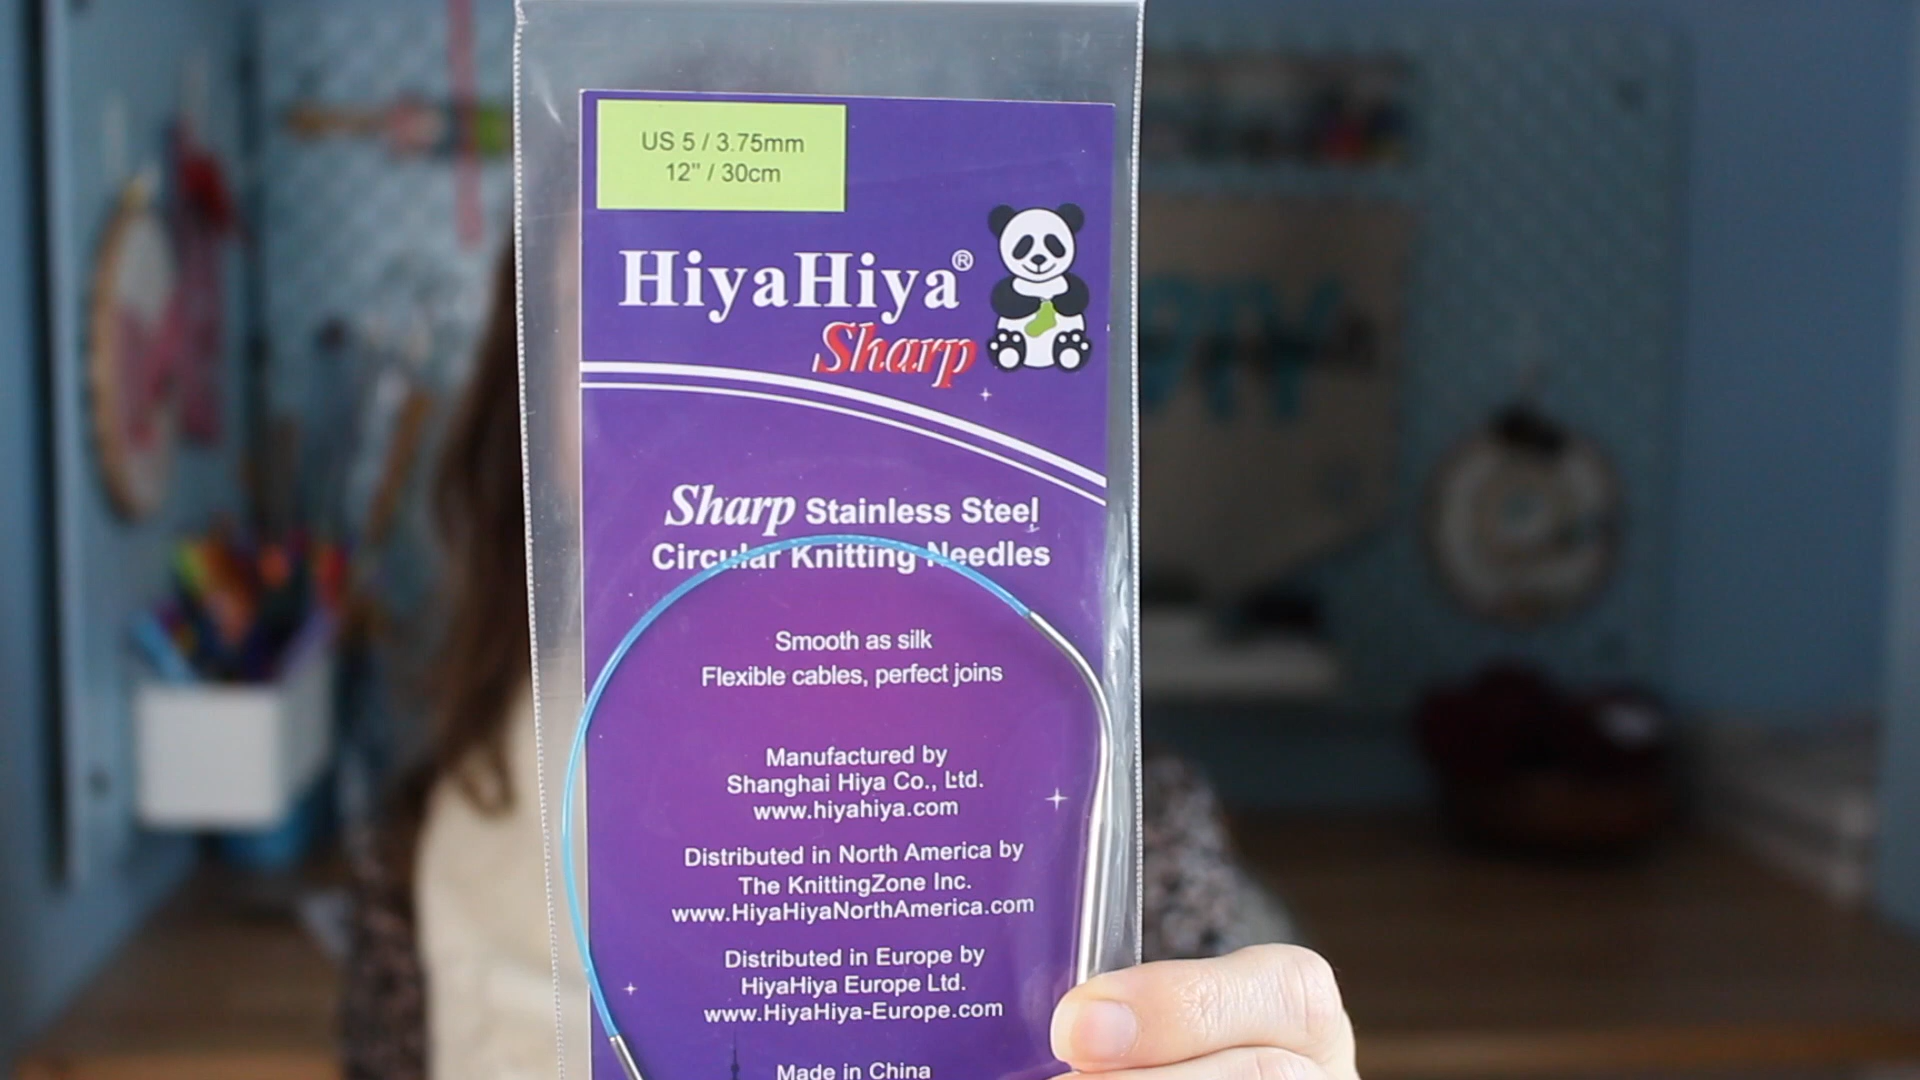 US 5 / 3.75mm
12" / 30cm
HiyaHiya®
Sharp
Sharp Stainless Steel
Circular Knitting Needles
Smooth as silk
Flexible cables, perfect joins
Manufactured by
Shanghai Hiya Co., Ltd.
www.hiyahiya.com
Distributed in North America by
The KnittingZone Inc.
www.HiyaHiyaNorthAmerica.com
Distributed in Europe by
HiyaHiya Europe Ltd.
www.HiyaHiya-Europe.com
Made in China